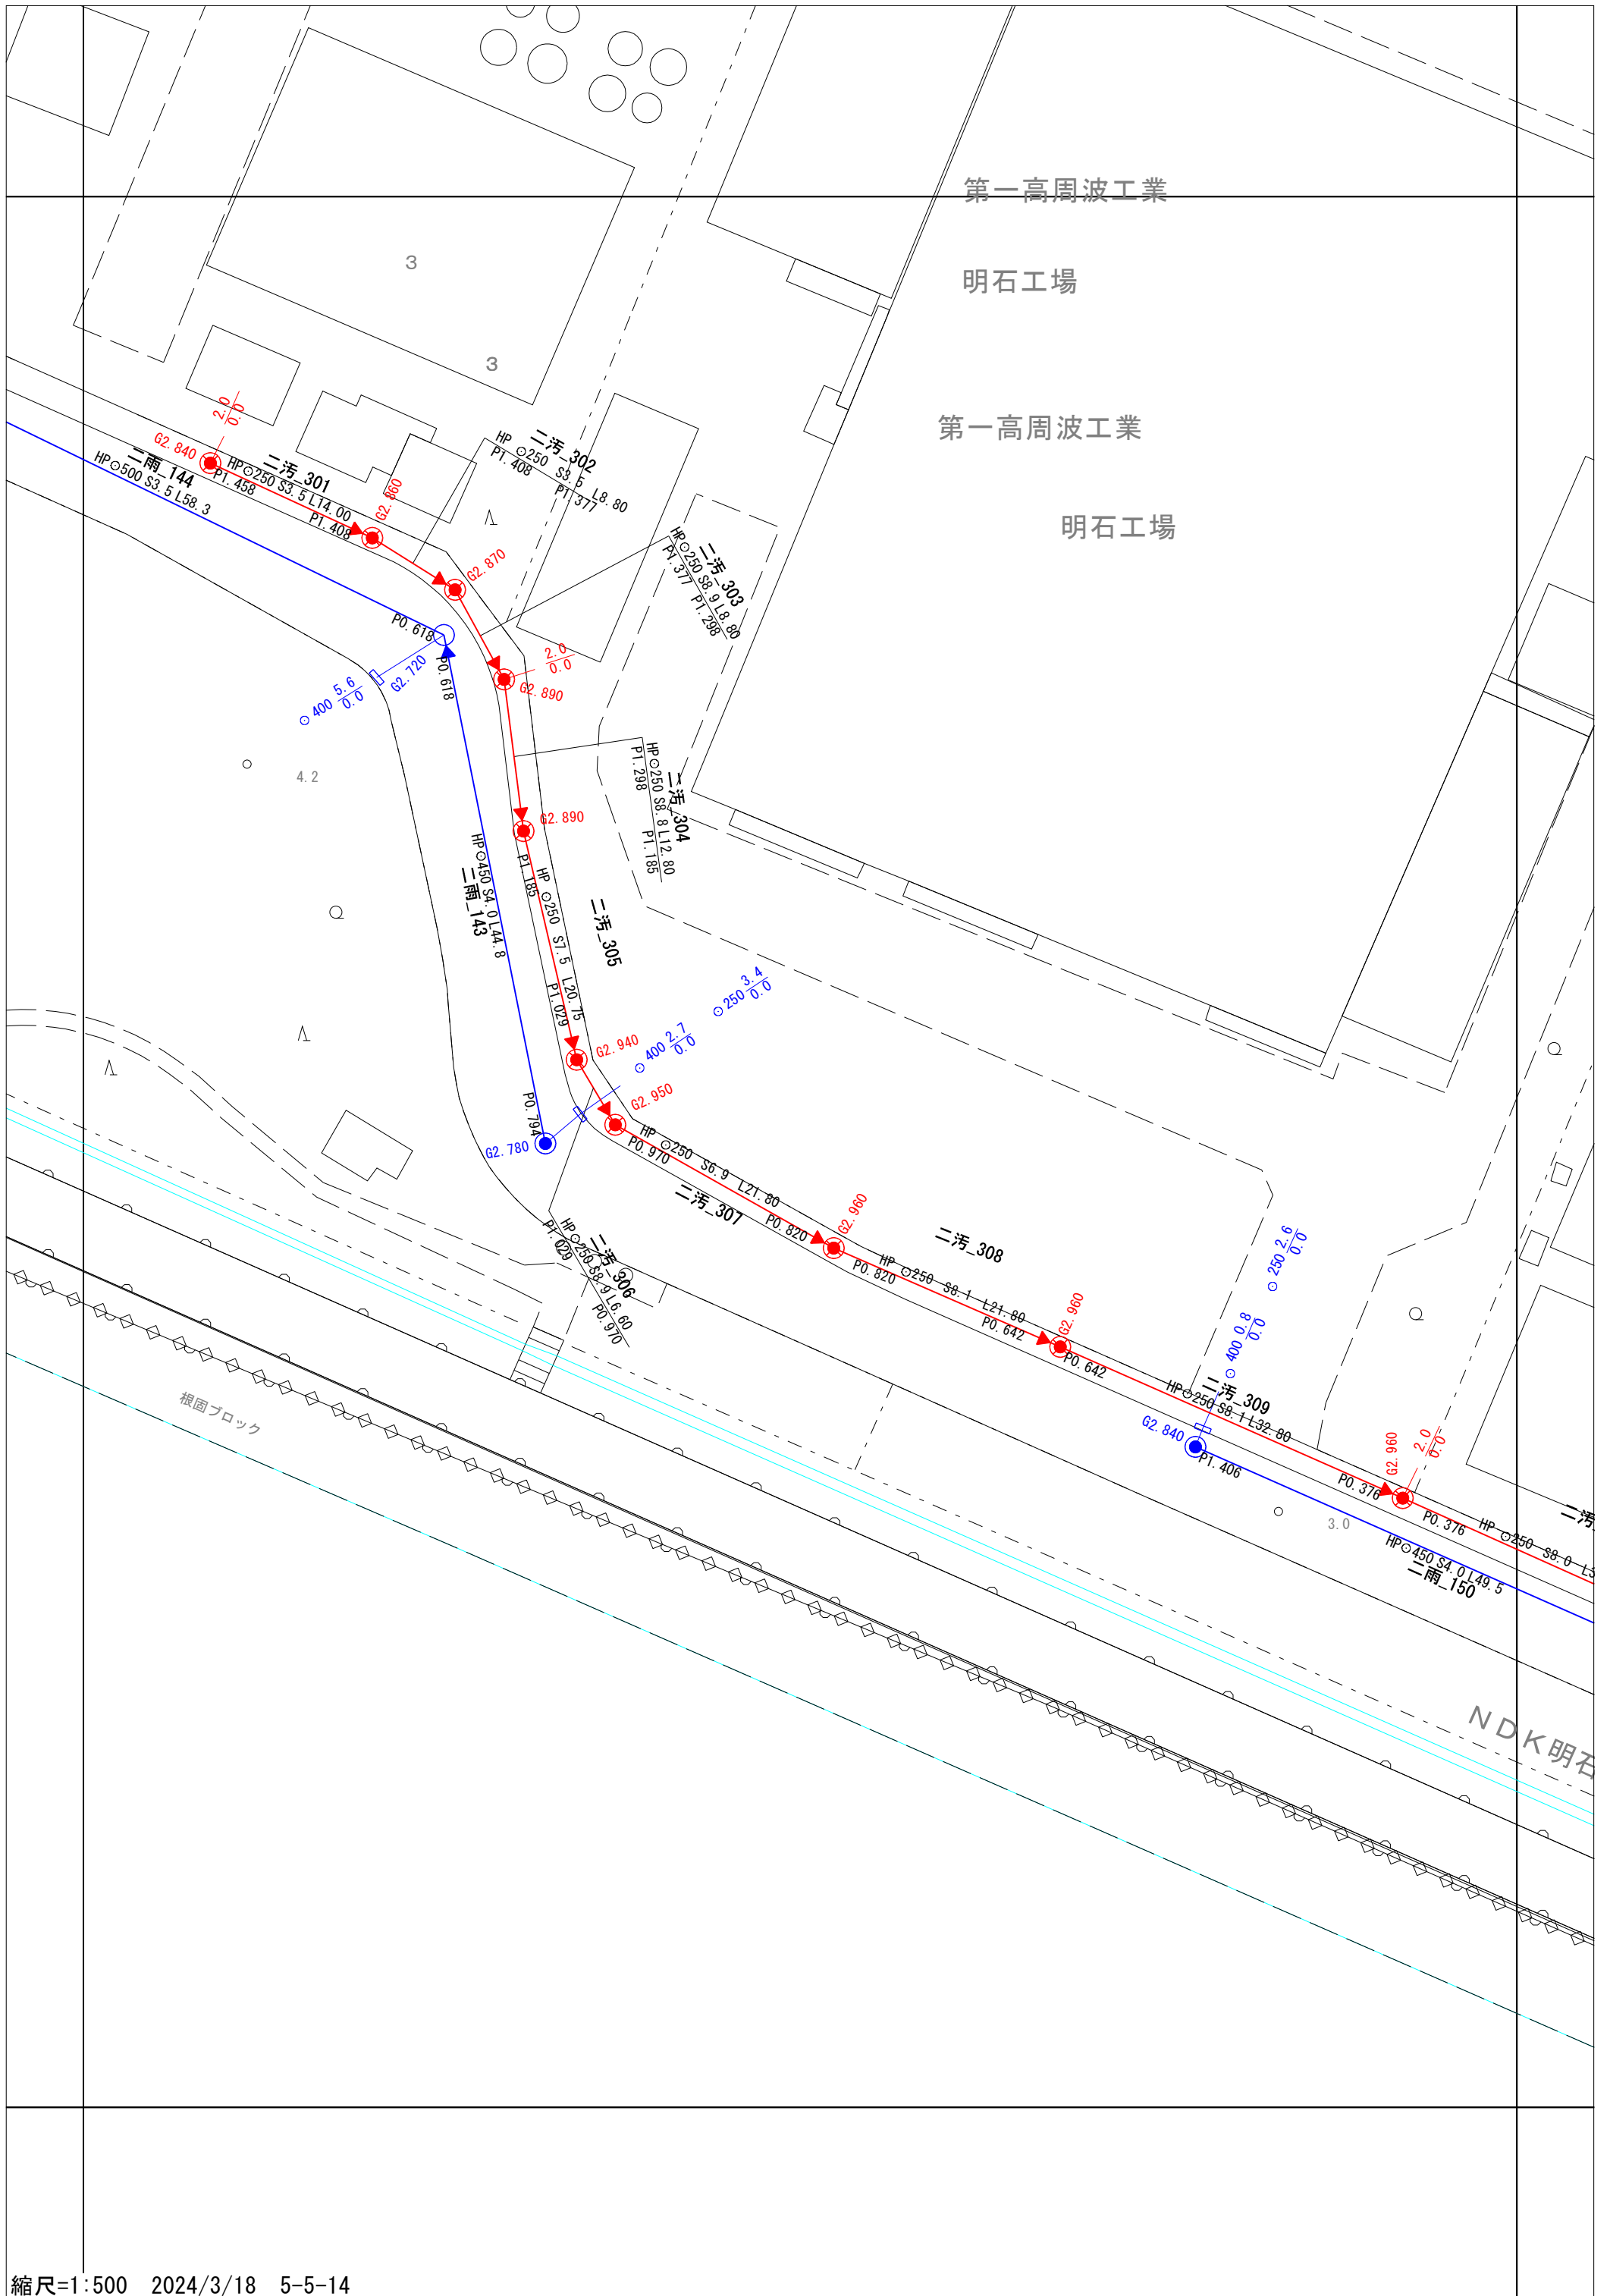 第一高周波工業
明石工場
3
3
第一高周波工業
明石工場
2.0
0.0
G2.840
二汚_301
HP⊙250 S3.5 L14.00
P1.458
P1.408
二雨_144
HP⊙500 S3.5 L58.3
G2.860
二汚_302
HP ⊙250 S3.5 L8.80
P1.408 P1.377
G2.870
二汚_303
HP⊙250 S8.9 L8.80
P1.377 P1.298
P0.618
P0.618
G2.720
⊙400 5.6
0.0
2.0
0.0
G2.890
4.2
二汚_304
HP⊙250 S8.8 L12.80
P1.298 P1.185
G2.890
P1.185
HP ⊙250 S7.5 L20.75
P1.029
二汚_305
HP⊙450 S4.0 L44.8
二雨_143
⊙250 3.4
0.0
⊙400 2.7
0.0
G2.940
G2.950
P0.794
G2.780
P0.970
HP ⊙250 S6.9 L21.80
P0.820
二汚_307
二汚_306
HP⊙250 S8.9 L6.60
P1.029 P0.970
G2.960
二汚_308
P0.820
HP ⊙250 S8.1 L21.80
P0.642
G2.960
⊙250 2.6
0.0
⊙400 0.8
0.0
P0.642
二汚_309
HP⊙250 S8.1 L32.80
P0.376
G2.840
P1.406
G2.960
2.0
0.0
P0.376
HP ⊙250 S8.0
二汚
3.0
HP⊙450 S4.0 L49.5
二雨_150
根固ブロック
NDK明石
縮尺=1:500 2024/3/18 5-5-14